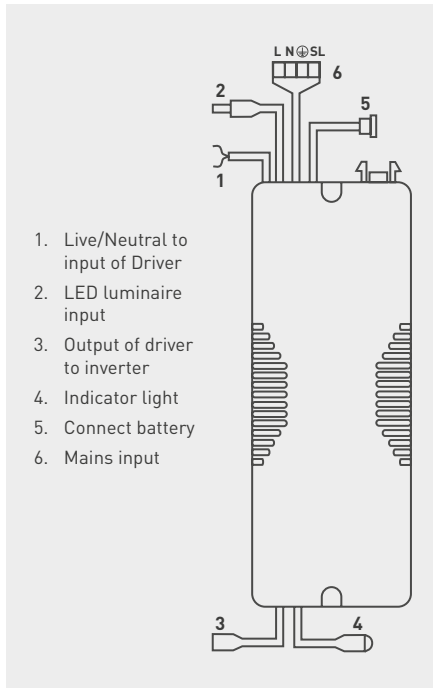 L N ⏚ SL
6
2
5
1
1. Live/Neutral to
input of Driver
2. LED luminaire
input
3. Output of driver
to inverter
4. Indicator light
5. Connect battery
6. Mains input
3
4